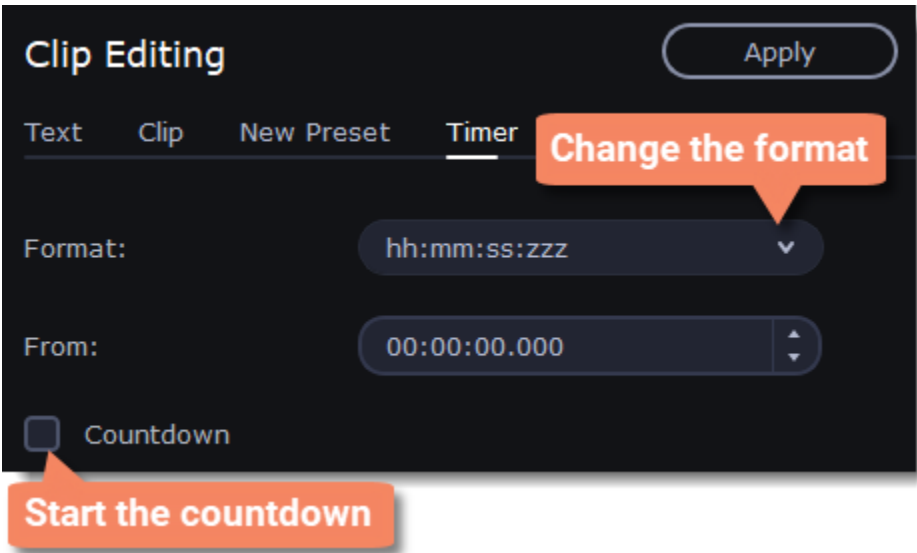 Clip Editing
Apply
Text Clip New Preset Timer
Change the format
Format: hh:mm:ss:zzz
From: 00:00:00.000
Countdown
Start the countdown